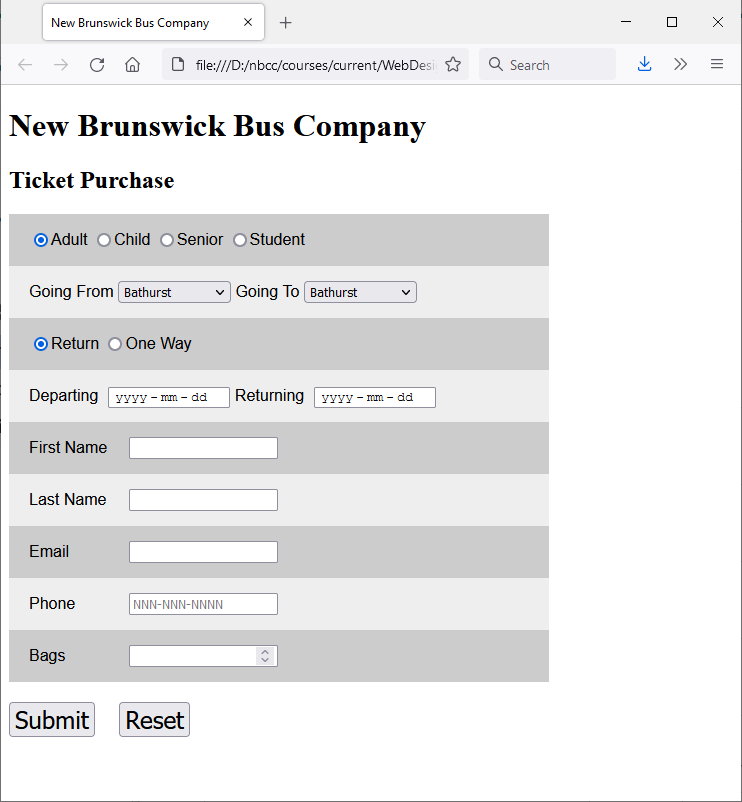 New Brunswick Bus Company
file:///D:/nbcc/courses/current/WebDesi
Search
New Brunswick Bus Company
Ticket Purchase
Adult Child Senior Student
Going From Bathurst Going To Bathurst
Return One Way
Departing yyyy-mm-dd Returning yyyy-mm-dd
First Name
Last Name
Email
Phone NNN-NNN-NNNN
Bags
Submit Reset